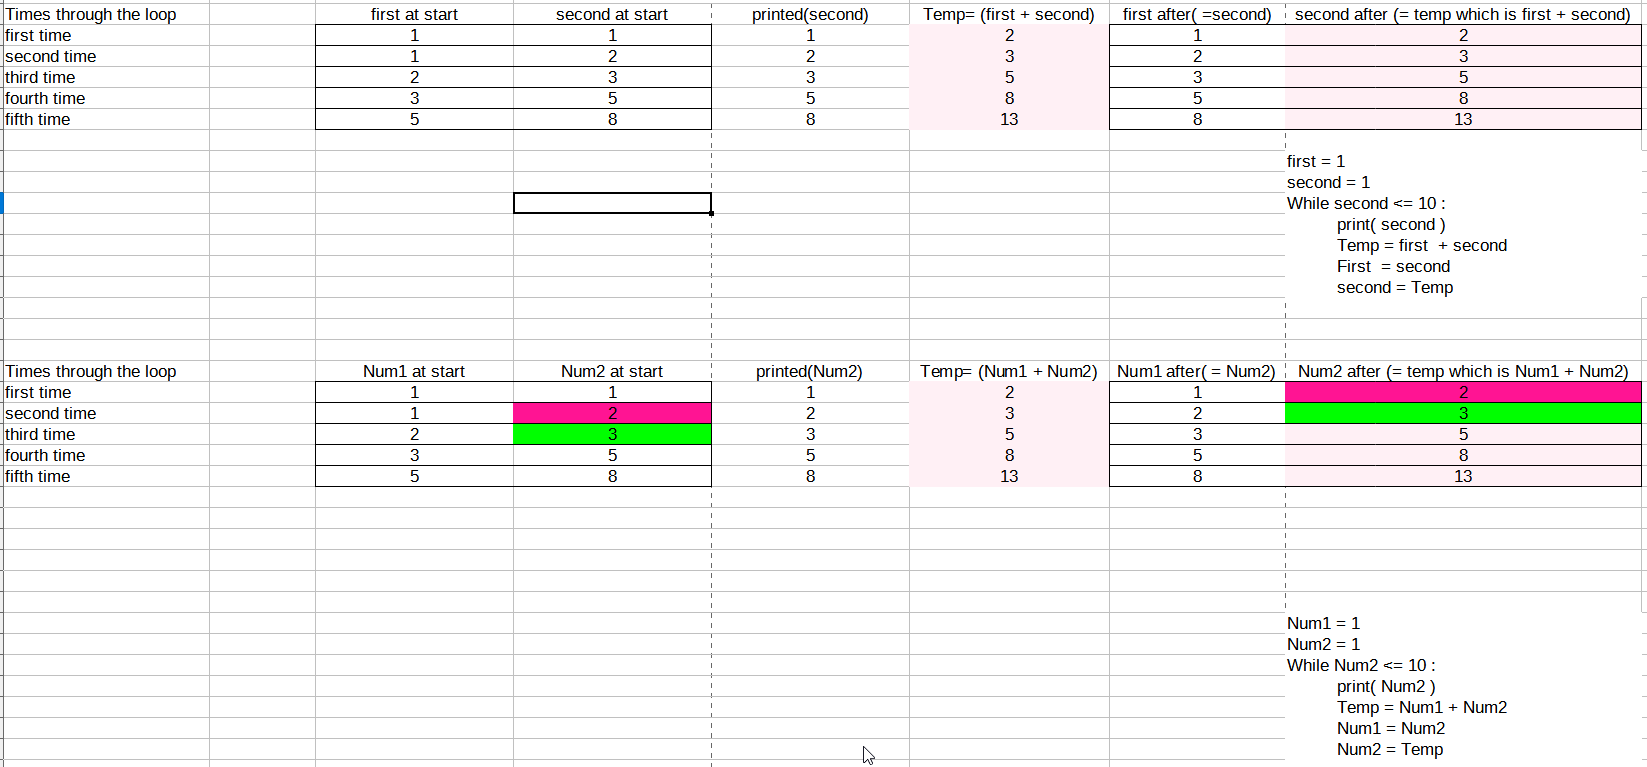 Times through the loop first at start second at start printed(second) Temp= (first + second) first after( =second) second after (= temp which is first + second)
first time 1 1 1 2 1 2
second time 1 2 2 3 2 3
third time 2 3 3 5 3 5
fourth time 3 5 5 8 5 8
fifth time 5 8 8 13 8 13
first = 1
second = 1
While second <= 10 :
print( second )
Temp = first + second
First = second
second = Temp
Times through the loop Num1 at start Num2 at start printed(Num2) Temp= (Num1 + Num2) Num1 after( = Num2) Num2 after (= temp which is Num1 + Num2)
first time 1 1 1 2 1 2
second time 1 2 2 3 2 3
third time 2 3 3 5 3 5
fourth time 3 5 5 8 5 8
fifth time 5 8 8 13 8 13
Num1 = 1
Num2 = 1
While Num2 <= 10 :
print( Num2 )
Temp = Num1 + Num2
Num1 = Num2
Num2 = Temp